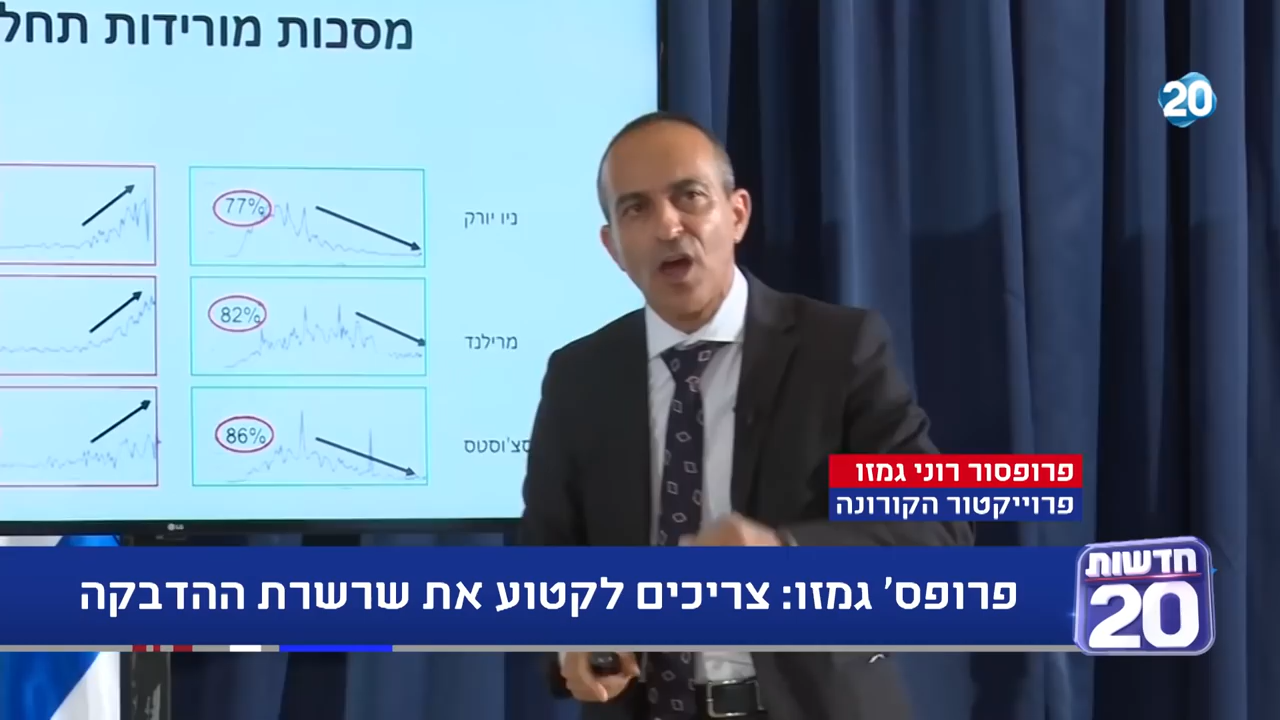 מסכות מורידות
20
77%
ניו יורק
82%
מרילנד
86%
פרופסור רוני גמזו
פרוייקטור הקורונה
חדשות
20
פרופס' גמזו: צריכים לקטוע את שרשרת ההדבקה
LG